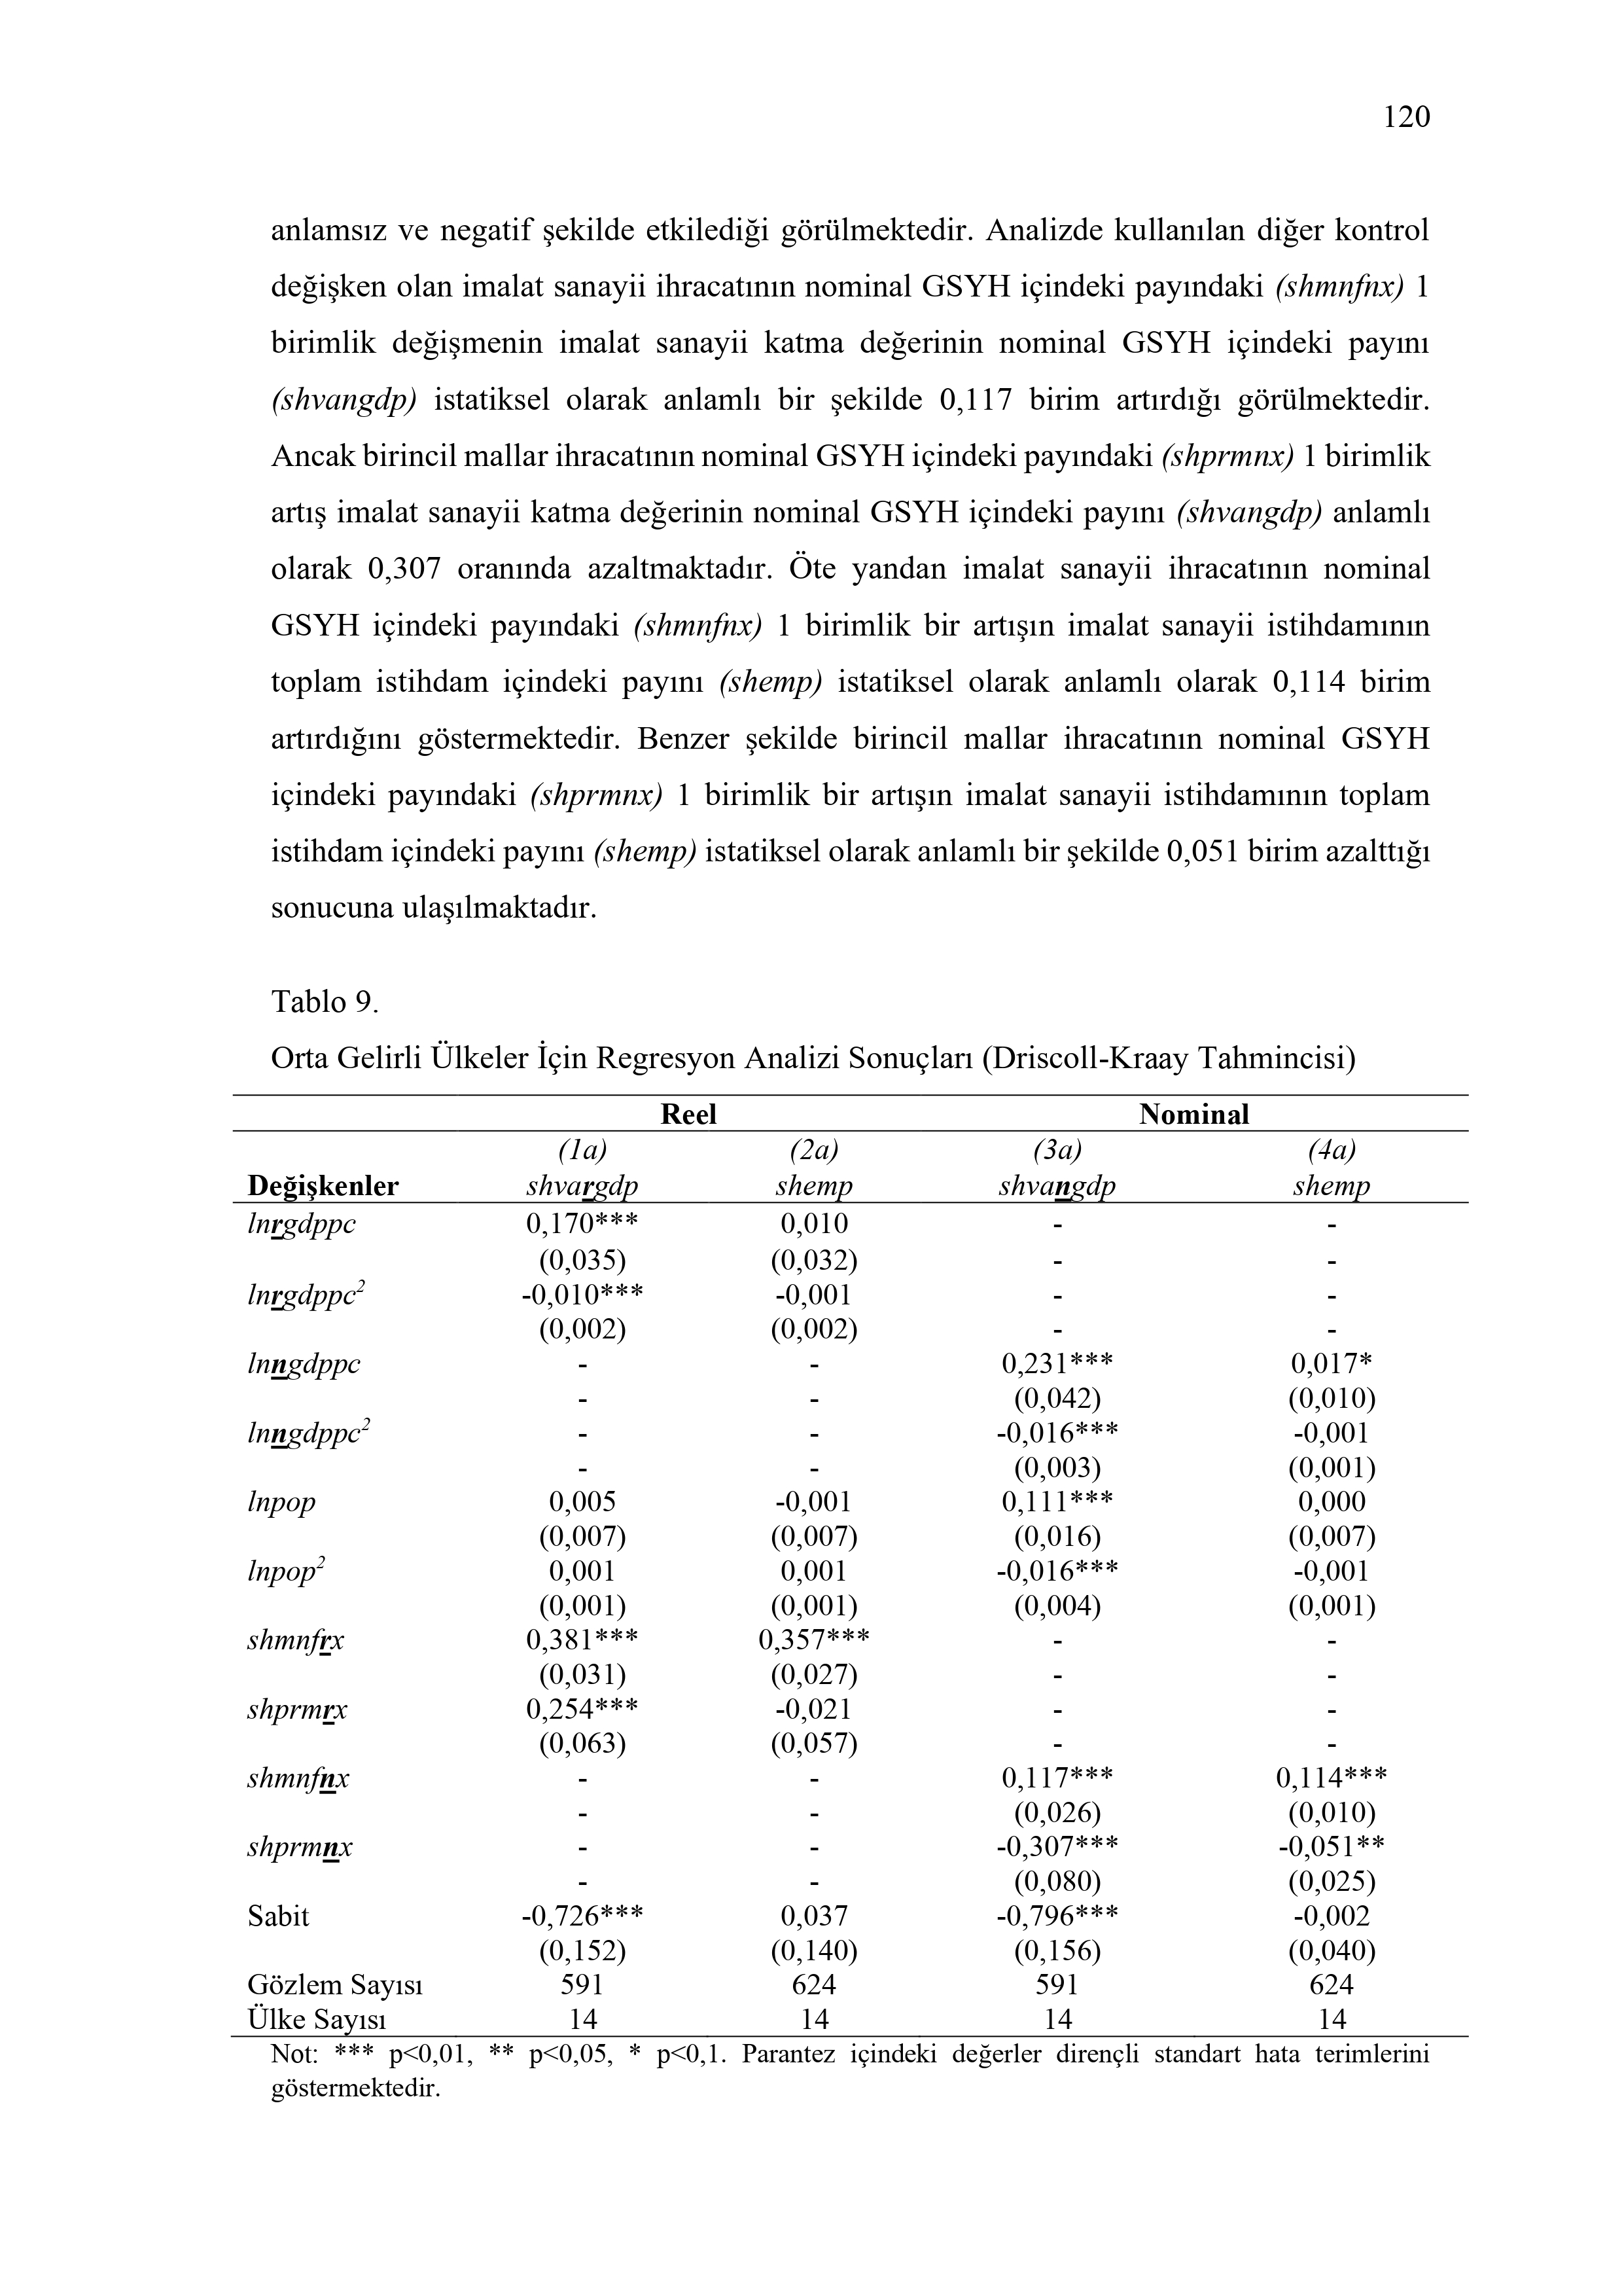 120
anlamsız ve negatif şekilde etkilediği görülmektedir. Analizde kullanılan diğer kontrol
değişken olan imalat sanayii ihracatının nominal GSYH içindeki payındaki (shmnfnx) 1
birimlik değişmenin imalat sanayii katma değerinin nominal GSYH içindeki payını
(shvangdp) istatiksel olarak anlamlı bir şekilde 0,117 birim artırdığı görülmektedir.
Ancak birincil mallar ihracatının nominal GSYH içindeki payındaki (shprmnx) 1 birimlik
artış imalat sanayii katma değerinin nominal GSYH içindeki payını (shvangdp) anlamlı
olarak 0,307 oranında azaltmaktadır. Öte yandan imalat sanayii ihracatının nominal
GSYH içindeki payındaki (shmnfnx) 1 birimlik bir artışın imalat sanayii istihdamının
toplam istihdam içindeki payını (shemp) istatiksel olarak anlamlı olarak 0,114 birim
artırdığını göstermektedir. Benzer şekilde birincil mallar ihracatının nominal GSYH
içindeki payındaki (shprmnx) 1 birimlik bir artışın imalat sanayii istihdamının toplam
istihdam içindeki payını (shemp) istatiksel olarak anlamlı bir şekilde 0,051 birim azalttığı
sonucuna ulaşılmaktadır.
Tablo 9.
Orta Gelirli Ülkeler İçin Regresyon Analizi Sonuçları (Driscoll-Kraay Tahmincisi)
Reel Nominal
(1a) (2a) (3a) (4a)
Değişkenler shvargdp shemp shvangdp shemp
lnrgdppc 0,170*** 0,010 - -
(0,035) (0,032) - -
lnrgdppc² -0,010*** -0,001 - -
(0,002) (0,002) - -
lnngdppc - - 0,231*** 0,017*
- - (0,042) (0,010)
lnngdppc² - - -0,016*** -0,001
- - (0,003) (0,001)
lnpop 0,005 -0,001 0,111*** 0,000
(0,007) (0,007) (0,016) (0,007)
lnpop² 0,001 0,001 -0,016*** -0,001
(0,001) (0,001) (0,004) (0,001)
shmnfrx 0,381*** 0,357*** - -
(0,031) (0,027) - -
shprmrx 0,254*** -0,021 - -
(0,063) (0,057) - -
shmnfnx - - 0,117*** 0,114***
- - (0,026) (0,010)
shprmnx - - -0,307*** -0,051**
- - (0,080) (0,025)
Sabit -0,726*** 0,037 -0,796*** -0,002
(0,152) (0,140) (0,156) (0,040)
Gözlem Sayısı 591 624 591 624
Ülke Sayısı 14 14 14 14
Not: *** p<0,01, ** p<0,05, * p<0,1. Parantez içindeki değerler dirençli standart hata terimlerini
göstermektedir.